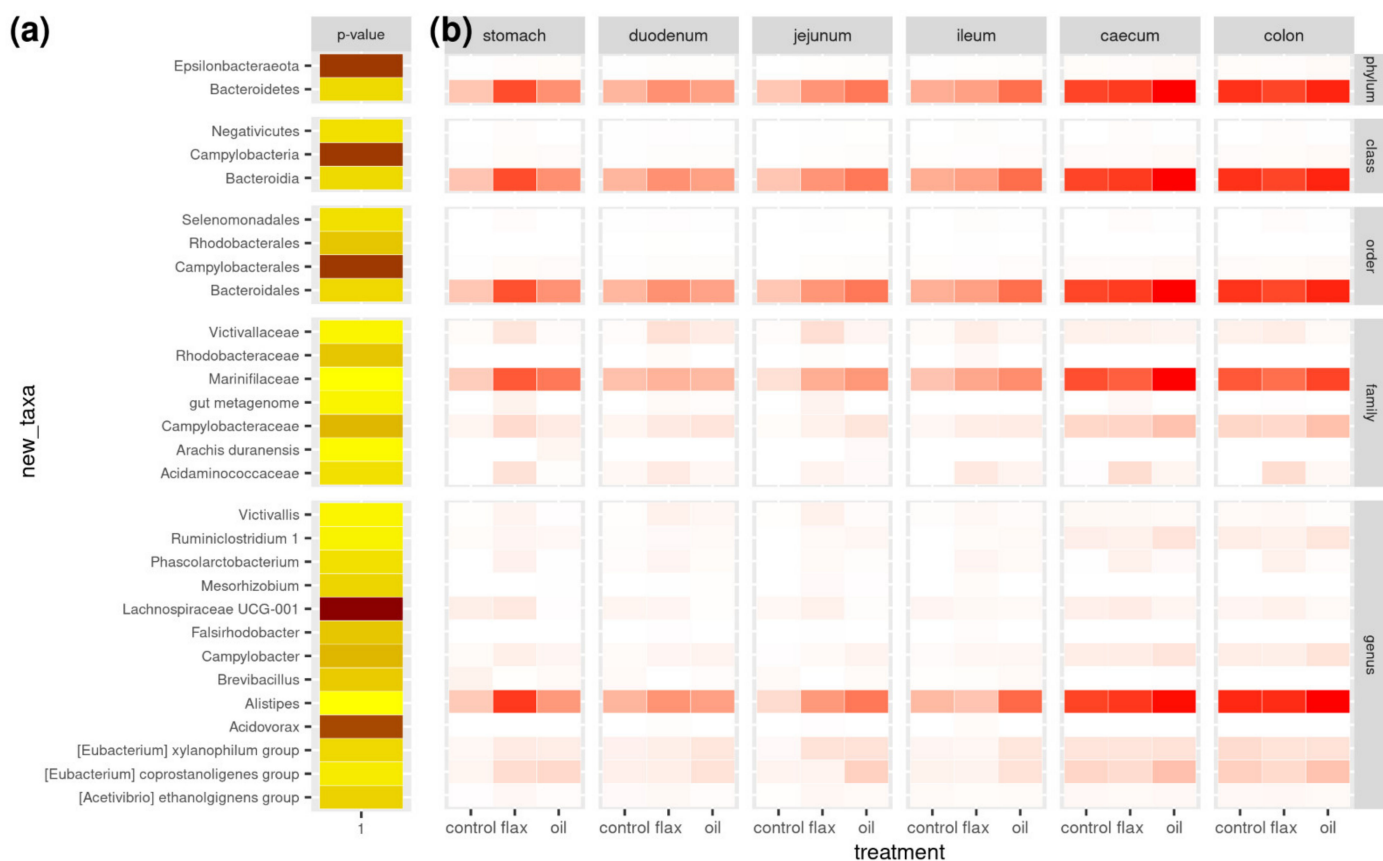 (a)
p-value
(b)
stomach
duodenum
jejunum
ileum
caecum
colon
Epsilonbacteraeota
Bacteroidetes
phylum
Negativicutes
Campylobacteria
Bacteroidia
class
Selenomonadales
Rhodobacterales
Campylobacterales
Bacteroidales
order
Victivallaceae
Rhodobacteraceae
Marinifilaceae
gut metagenome
Campylobacteraceae
Arachis duranensis
Acidaminococcaceae
family
new_taxa
Victivallis
Ruminiclostridium 1
Phascolarctobacterium
Mesorhizobium
Lachnospiraceae UCG-001
Falsirhodobacter
Campylobacter
Brevibacillus
Alistipes
Acidovorax
[Eubacterium] xylanophilum group
[Eubacterium] coprostanoligenes group
[Acetivibrio] ethanolgignens group
genus
1
control flax oil
control flax oil
control flax oil
control flax oil
control flax oil
control flax oil
treatment